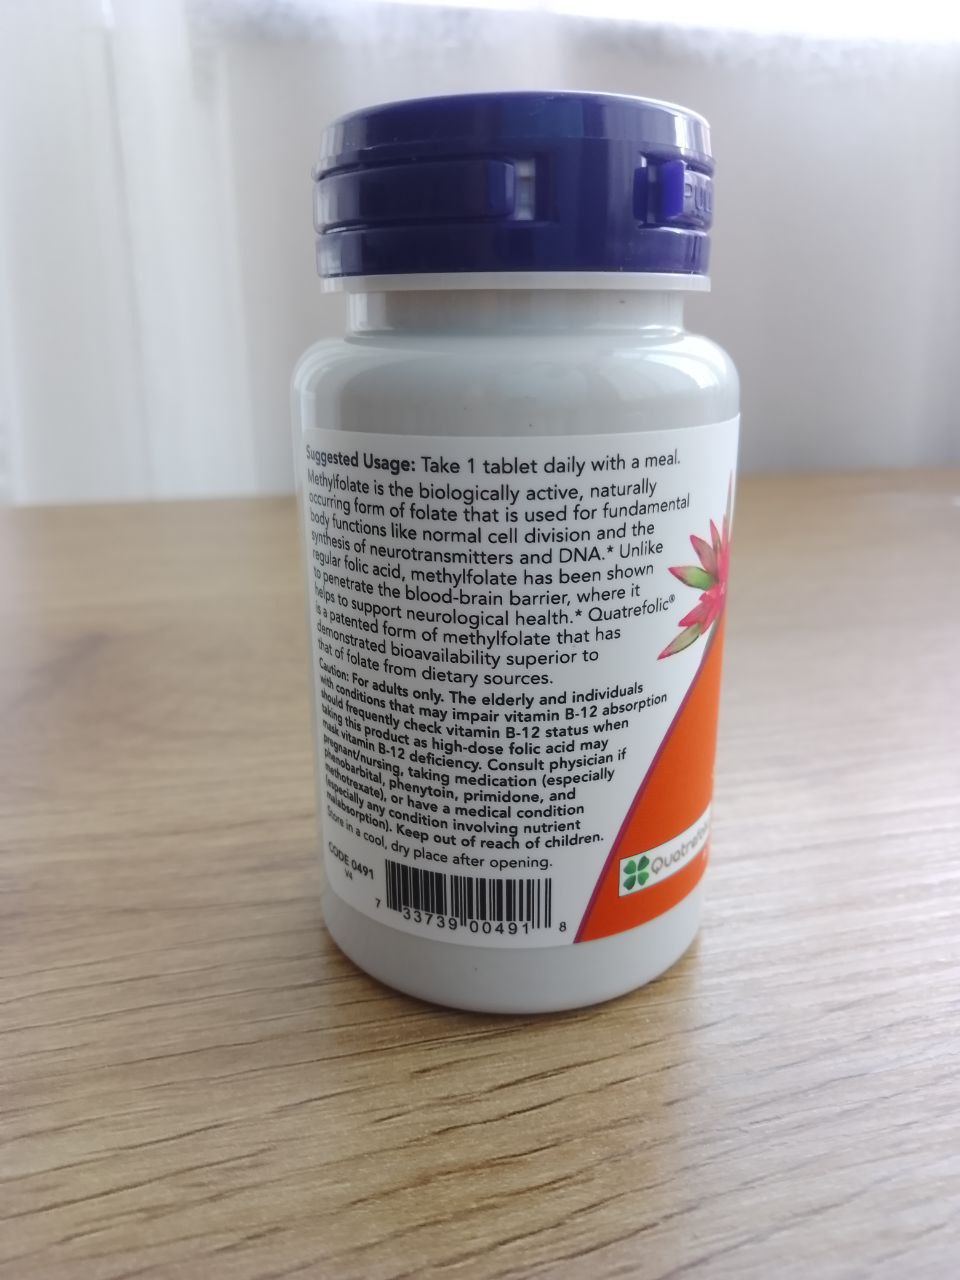 PUL
Suggested Usage: Take 1 tablet daily with a meal.
Methylfolate is the biologically active, naturally
occurring form of folate that is used for fundamental
body functions like normal cell division and the
synthesis of neurotransmitters and DNA.* Unlike
regular folic acid, methylfolate has been shown
to penetrate the blood-brain barrier, where it
helps to support neurological health.* Quatrefolic®
is a patented form of methylfolate that has
demonstrated bioavailability superior to
that of folate from dietary sources.
Caution: For adults only. The elderly and individuals
with conditions that may impair vitamin B-12 absorption
should frequently check vitamin B-12 status when
taking this product as high-dose folic acid may
mask vitamin B-12 deficiency. Consult physician if
pregnant/nursing, taking medication (especially
phenobarbital, phenytoin, primidone, and
methotrexate), or have a medical condition
(especially any condition involving nutrient
malabsorption). Keep out of reach of children.
Store in a cool, dry place after opening.
CODE 0491
V4
7 33739 00491 8